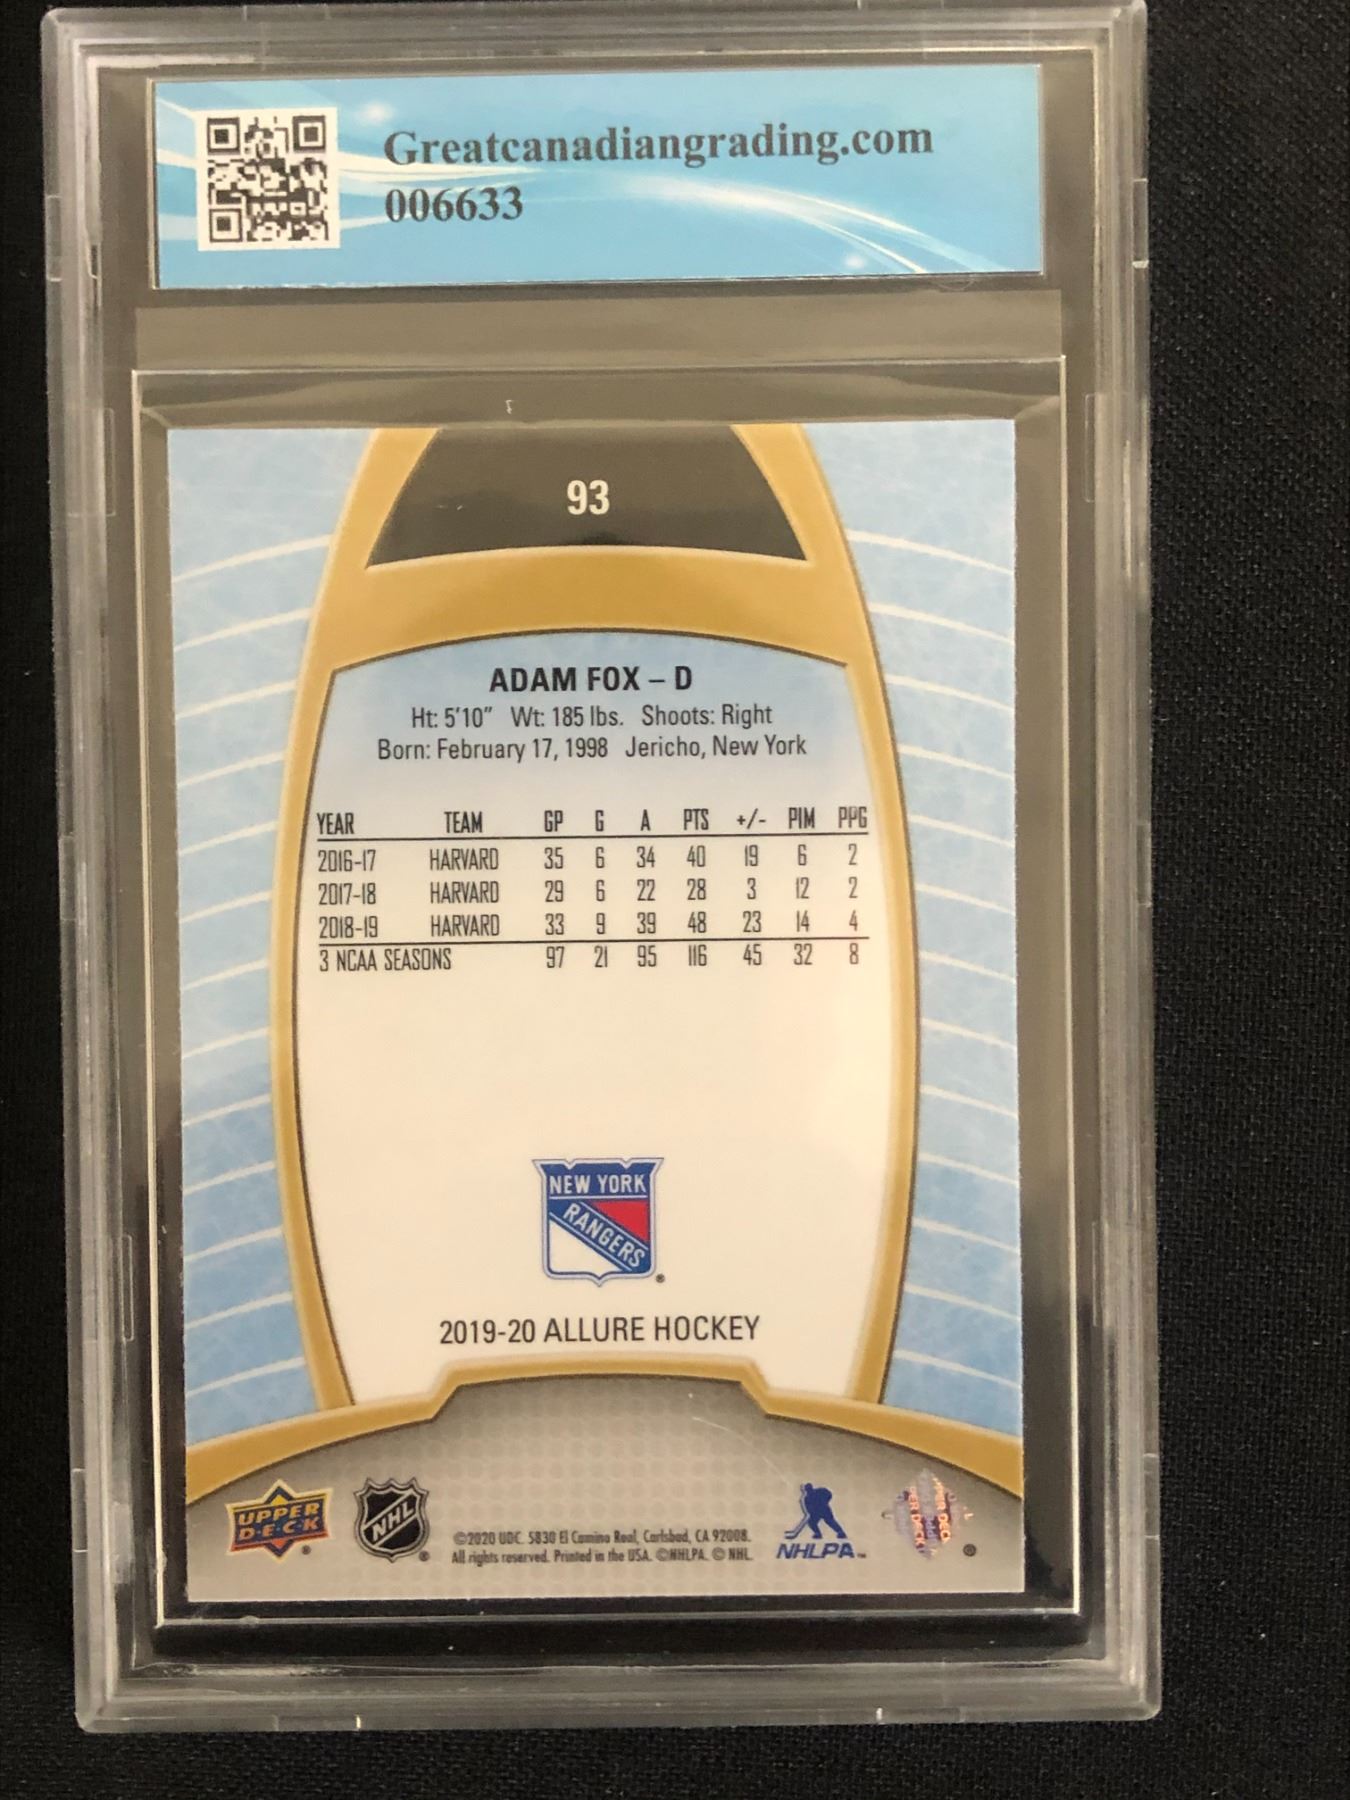 Greatcanadiangrading.com
006633
93
ADAM FOX – D
Ht: 5'10" Wt: 185 lbs. Shoots: Right
Born: February 17, 1998 Jericho, New York
YEAR TEAM GP G A PTS +/- PIM PPG
2016-17 HARVARD 35 6 34 40 19 6 2
2017-18 HARVARD 29 6 22 28 3 12 2
2018-19 HARVARD 33 9 39 48 23 14 4
3 NCAA SEASONS 97 21 95 116 45 32 8
NEW YORK
RANGERS
®
2019-20 ALLURE HOCKEY
UPPER
D·E·C·K
®
NHL
®
©2020 UDC. 5830 El Camino Real, Carlsbad, CA 92008.
All rights reserved. Printed in the USA. ©NHLPA. © NHL.
NHLPA™
®